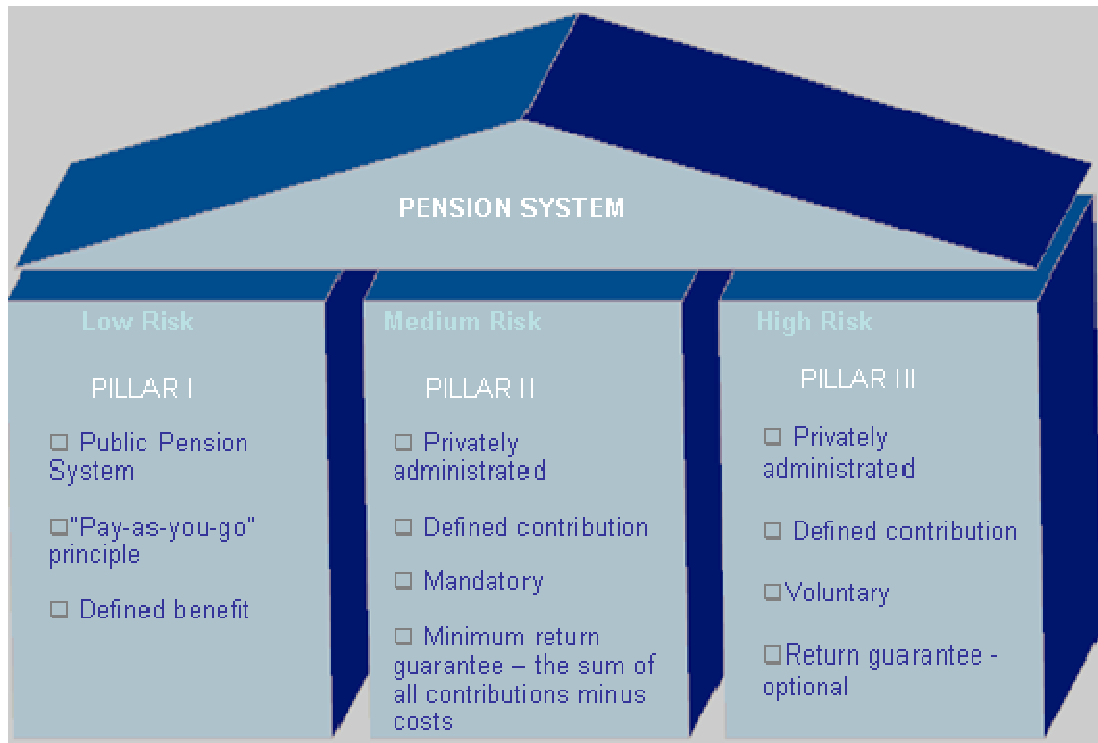 PENSION SYSTEM
Low Risk
PILLAR I
Public Pension
System
"Pay-as-you-go"
principle
Defined benefit
Medium Risk
PILLAR II
Privately
administrated
Defined contribution
Mandatory
Minimum return
guarantee – the sum of
all contributions minus
costs
High Risk
PILLAR III
Privately
administrated
Defined contribution
Voluntary
Return guarantee -
optional